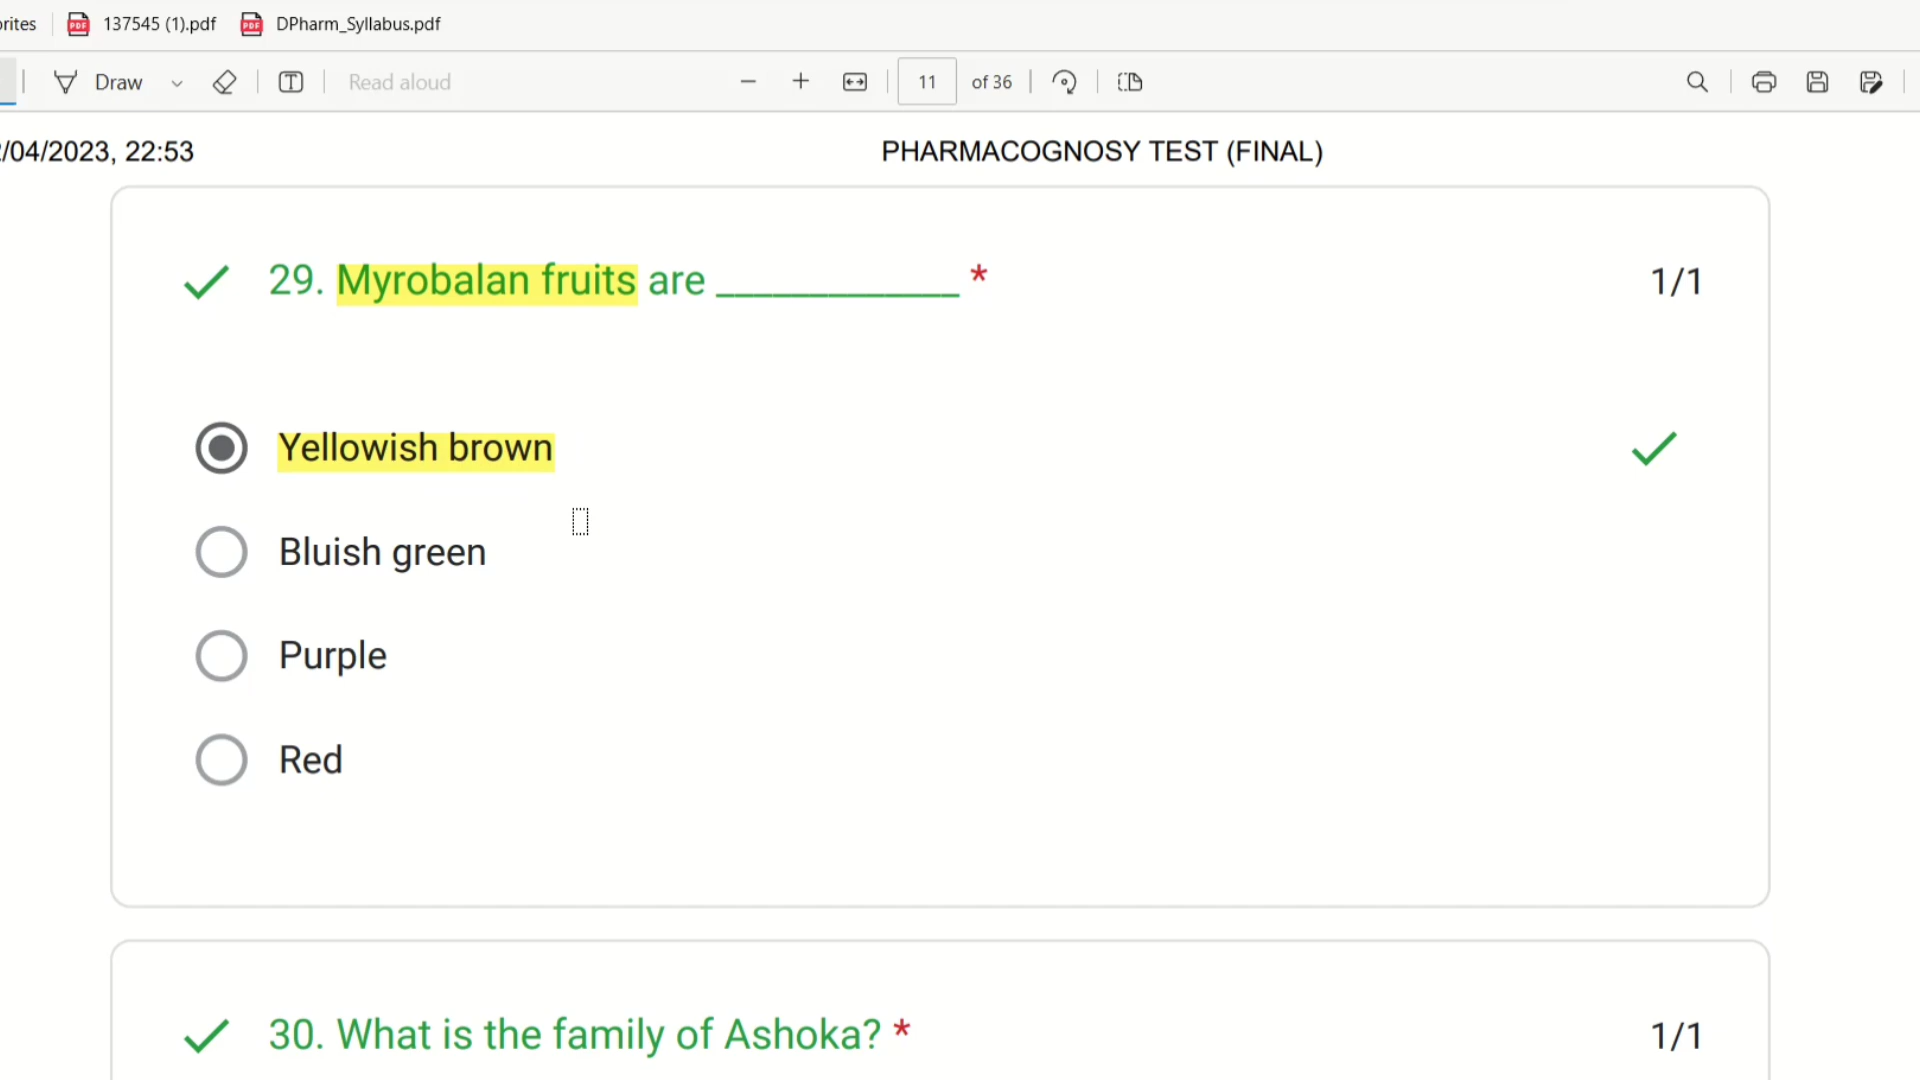 orites 137545 (1).pdf DPharm_Syllabus.pdf
Draw Read aloud 11 of 36
/04/2023, 22:53 PHARMACOGNOSY TEST (FINAL)
29. Myrobalan fruits are _____________ * 1/1
Yellowish brown
Bluish green
Purple
Red
30. What is the family of Ashoka? * 1/1